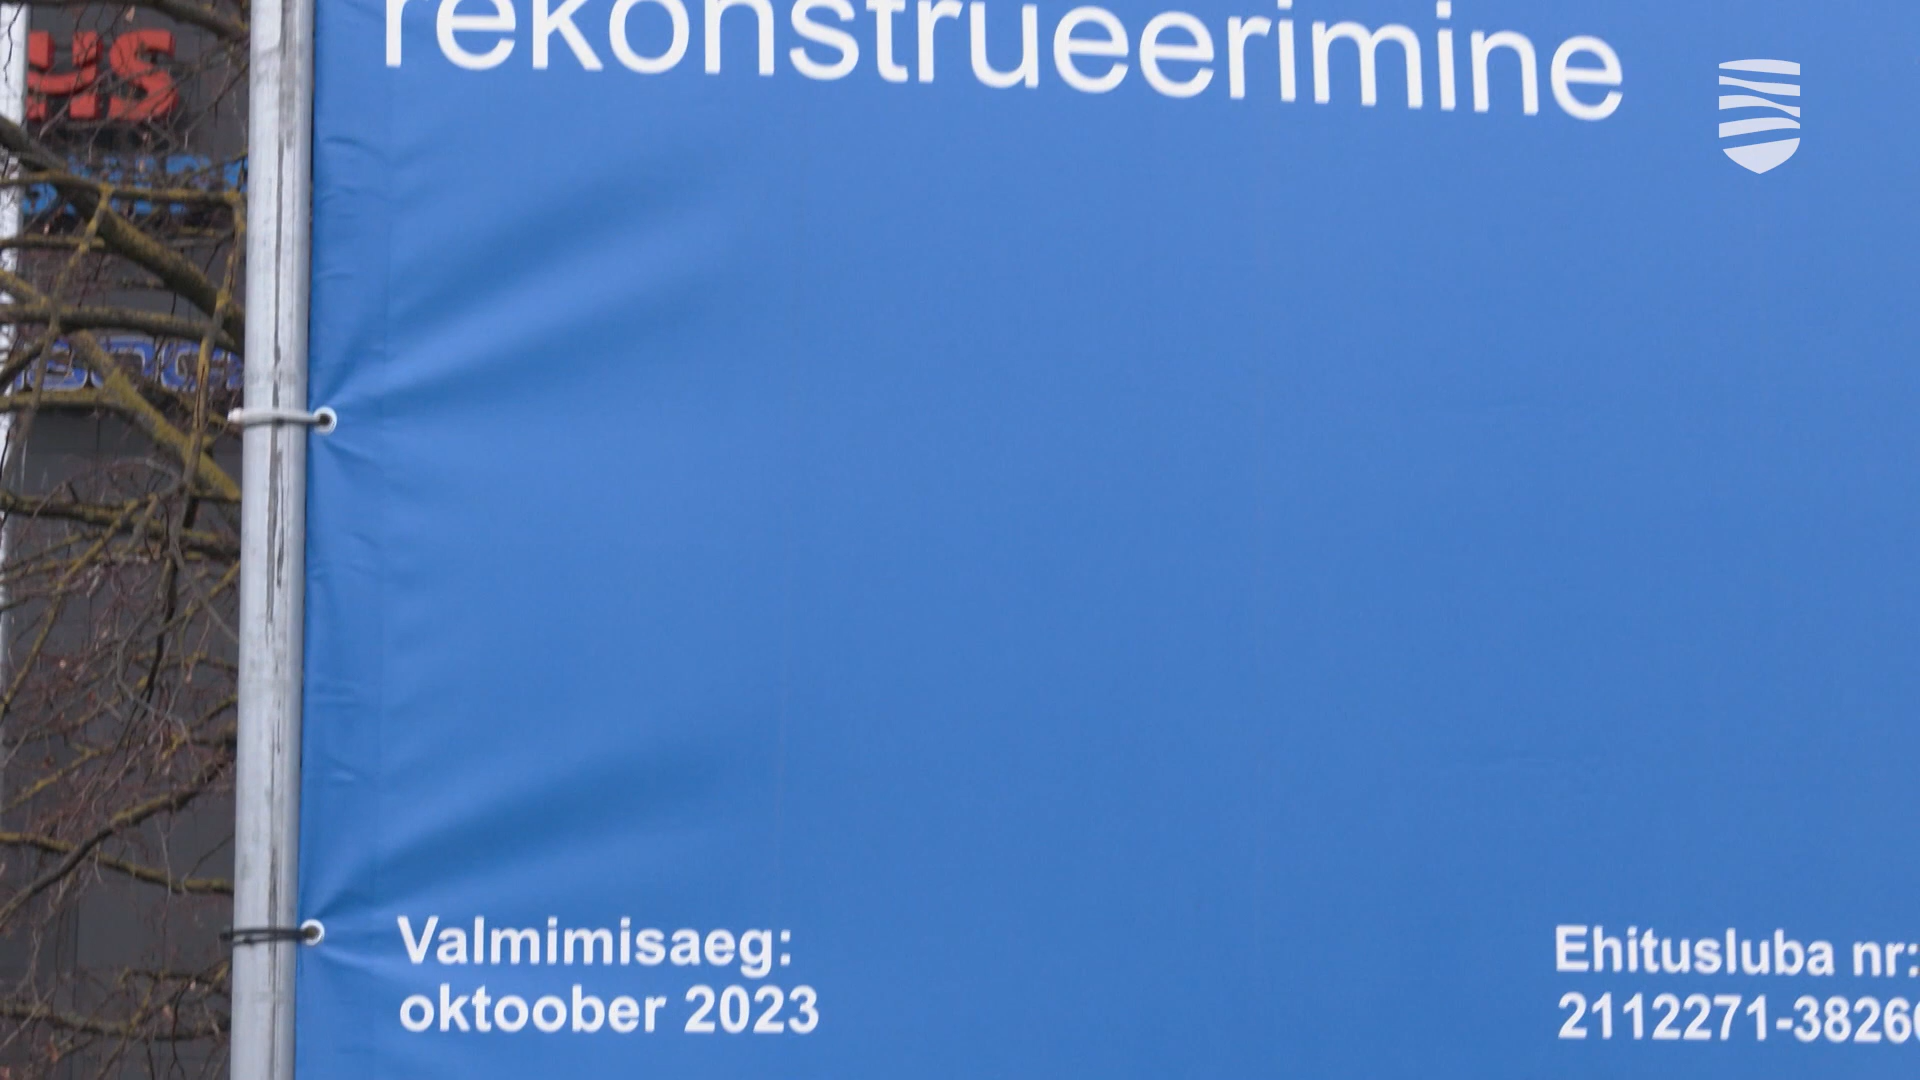 rekonstrueerimine
Valmimisaeg:
oktoober 2023
Ehitusluba nr:
2112271-3826